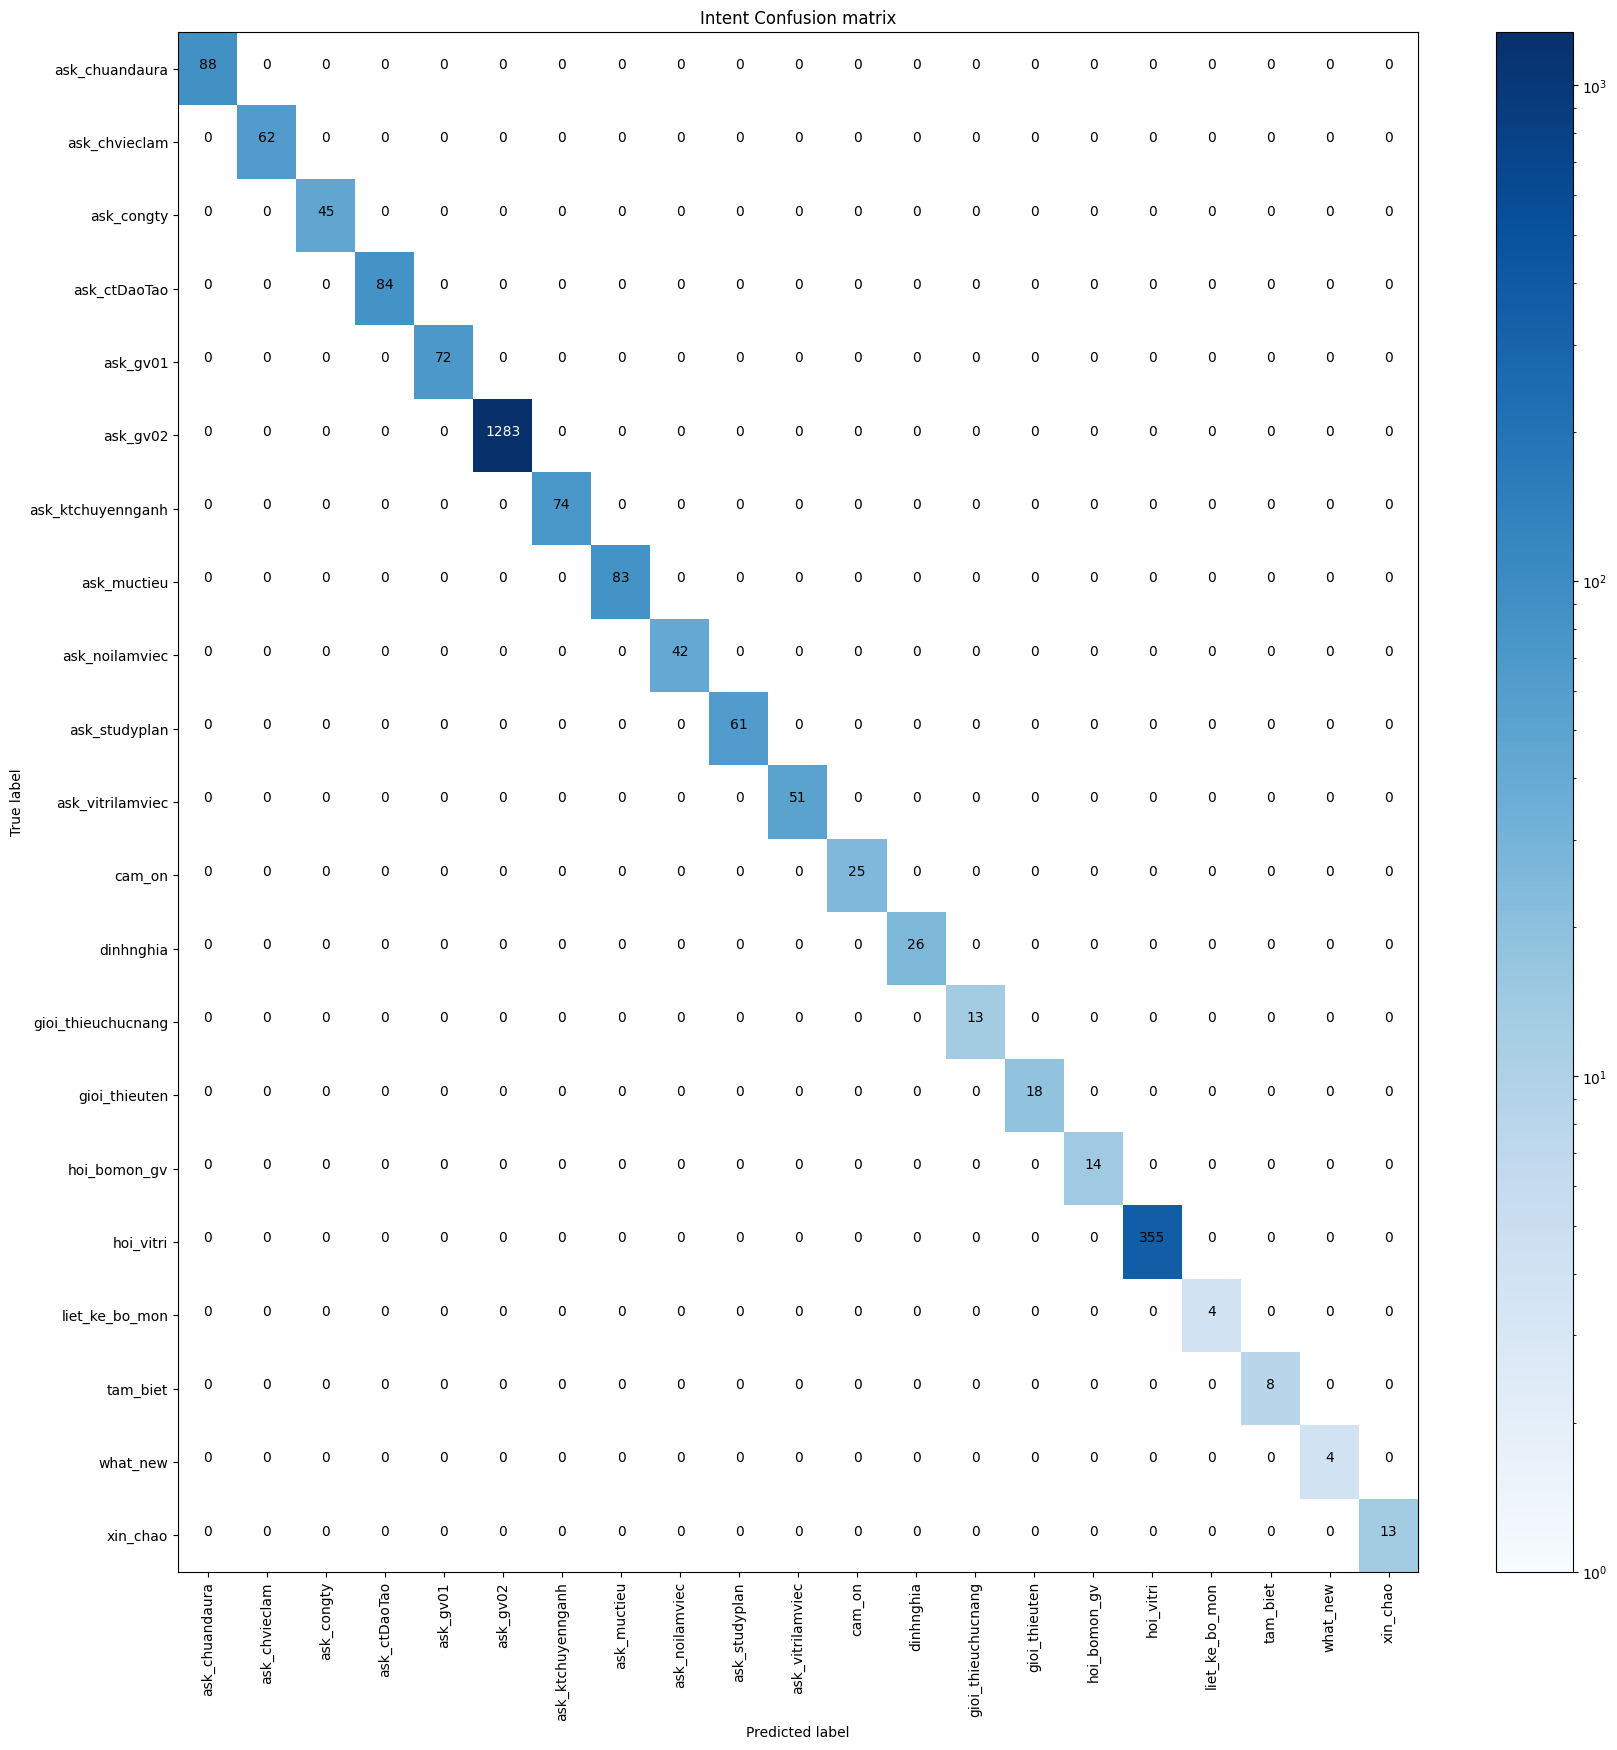 Intent Confusion matrix
ask_chuandaura 88 0 0 0 0 0 0 0 0 0 0 0 0 0 0 0 0 0 0 0 0
ask_chvieclam 0 62 0 0 0 0 0 0 0 0 0 0 0 0 0 0 0 0 0 0 0
ask_congty 0 0 45 0 0 0 0 0 0 0 0 0 0 0 0 0 0 0 0 0 0
ask_ctDaoTao 0 0 0 84 0 0 0 0 0 0 0 0 0 0 0 0 0 0 0 0 0
ask_gv01 0 0 0 0 72 0 0 0 0 0 0 0 0 0 0 0 0 0 0 0 0
ask_gv02 0 0 0 0 0 1283 0 0 0 0 0 0 0 0 0 0 0 0 0 0 0
ask_ktchuyennganh 0 0 0 0 0 0 74 0 0 0 0 0 0 0 0 0 0 0 0 0 0
ask_muctieu 0 0 0 0 0 0 0 83 0 0 0 0 0 0 0 0 0 0 0 0 0
ask_noilamviec 0 0 0 0 0 0 0 0 42 0 0 0 0 0 0 0 0 0 0 0 0
ask_studyplan 0 0 0 0 0 0 0 0 0 61 0 0 0 0 0 0 0 0 0 0 0
ask_vitrilamviec 0 0 0 0 0 0 0 0 0 0 51 0 0 0 0 0 0 0 0 0 0
cam_on 0 0 0 0 0 0 0 0 0 0 0 25 0 0 0 0 0 0 0 0 0
dinhnghia 0 0 0 0 0 0 0 0 0 0 0 0 26 0 0 0 0 0 0 0 0
gioi_thieuchucnang 0 0 0 0 0 0 0 0 0 0 0 0 0 13 0 0 0 0 0 0 0
gioi_thieuten 0 0 0 0 0 0 0 0 0 0 0 0 0 0 18 0 0 0 0 0 0
hoi_bomon_gv 0 0 0 0 0 0 0 0 0 0 0 0 0 0 0 14 0 0 0 0 0
hoi_vitri 0 0 0 0 0 0 0 0 0 0 0 0 0 0 0 0 355 0 0 0 0
liet_ke_bo_mon 0 0 0 0 0 0 0 0 0 0 0 0 0 0 0 0 0 4 0 0 0
tam_biet 0 0 0 0 0 0 0 0 0 0 0 0 0 0 0 0 0 0 8 0 0
what_new 0 0 0 0 0 0 0 0 0 0 0 0 0 0 0 0 0 0 0 4 0
xin_chao 0 0 0 0 0 0 0 0 0 0 0 0 0 0 0 0 0 0 0 0 13
True label
ask_chuandaura
ask_chvieclam
ask_congty
ask_ctDaoTao
ask_gv01
ask_gv02
ask_ktchuyennganh
ask_muctieu
ask_noilamviec
ask_studyplan
ask_vitrilamviec
cam_on
dinhnghia
gioi_thieuchucnang
gioi_thieuten
hoi_bomon_gv
hoi_vitri
liet_ke_bo_mon
tam_biet
what_new
xin_chao
Predicted label
10³
10²
10¹
10⁰